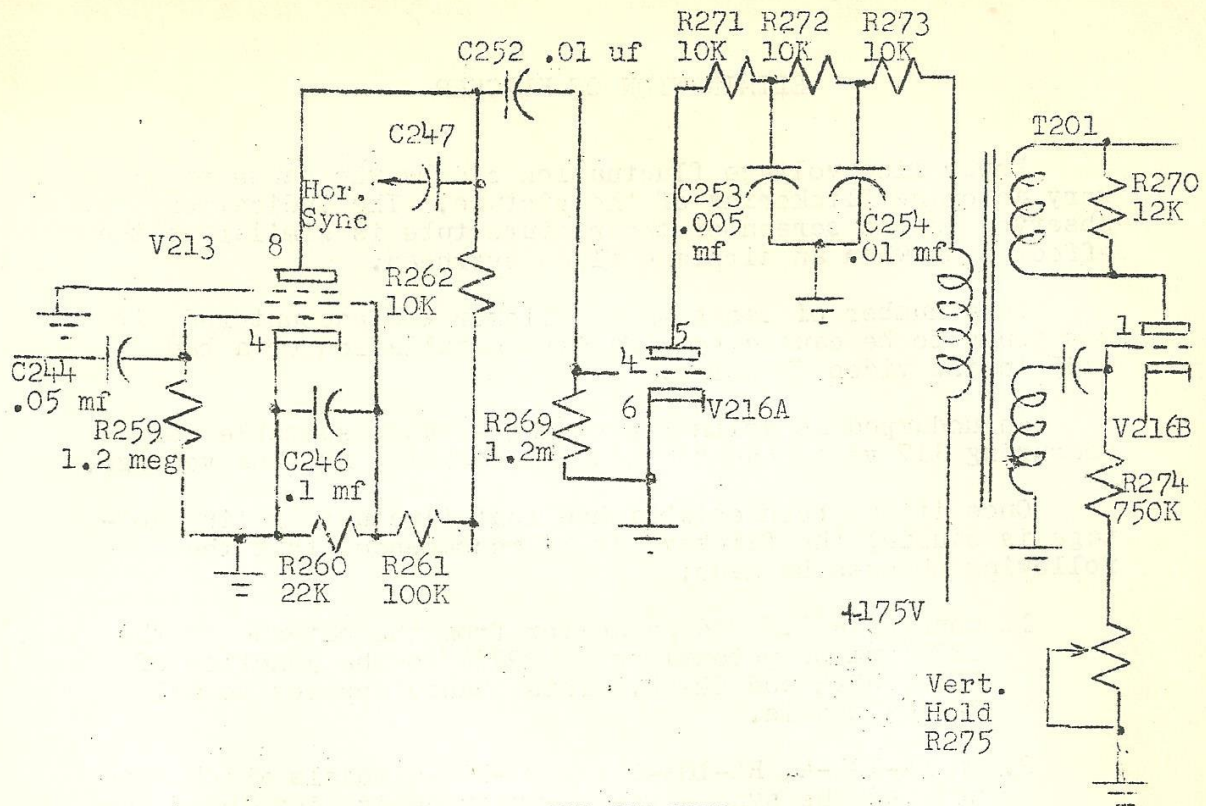 R271
10K
R272
10K
R273
10K
C252 .01 uf
C247
Hor.
Sync
V213
8
4
R262
10K
C244
.05 mf
R259
1.2 meg
C246
.1 mf
R260
22K
R261
100K
R269
1.2m
4
5
6
V216A
C253
.005
mf
C254
.01 mf
+175V
T201
R270
12K
1
V216B
R274
750K
Vert.
Hold
R275